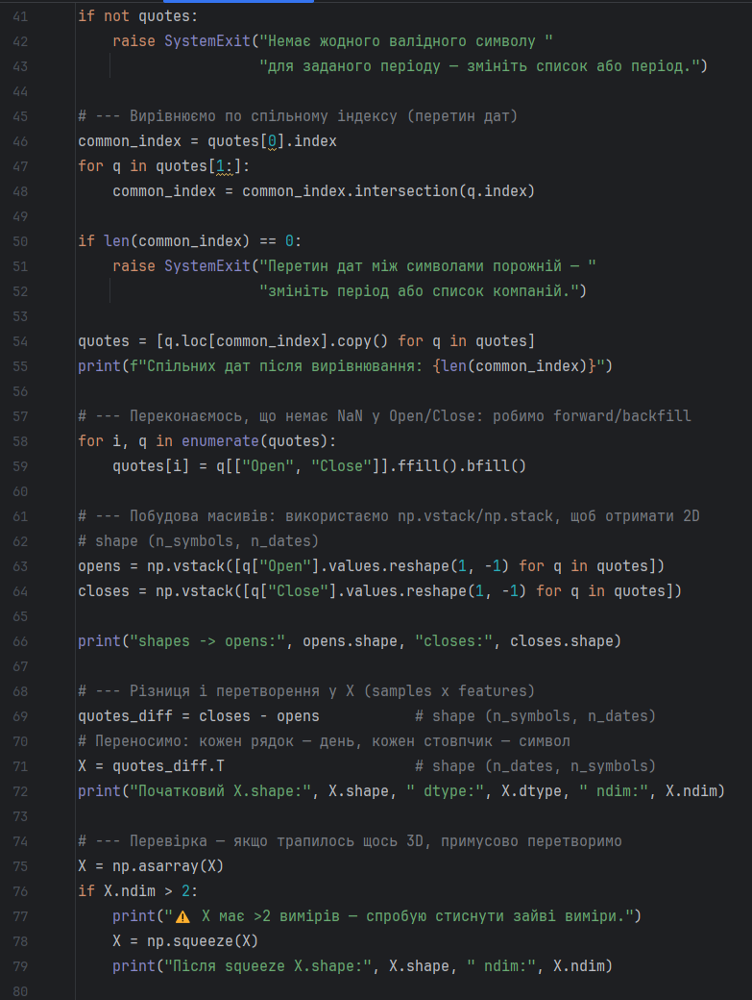 41 if not quotes:
42     raise SystemExit("Немає жодного валідного символу "
43                      "для заданого періоду — змініть список або період.")
44
45 # --- Вирівнюємо по спільному індексу (перетин дат)
46 common_index = quotes[0].index
47 for q in quotes[1:]:
48     common_index = common_index.intersection(q.index)
49
50 if len(common_index) == 0:
51     raise SystemExit("Перетин дат між символами порожній — "
52                      "змініть період або список компаній.")
53
54 quotes = [q.loc[common_index].copy() for q in quotes]
55 print(f"Спільних дат після вирівнювання: {len(common_index)}")
56
57 # --- Переконаємось, що немає NaN у Open/Close: робимо forward/backfill
58 for i, q in enumerate(quotes):
59     quotes[i] = q[["Open", "Close"]].ffill().bfill()
60
61 # --- Побудова масивів: використаємо np.vstack/np.stack, щоб отримати 2D
62 # shape (n_symbols, n_dates)
63 opens = np.vstack([q["Open"].values.reshape(1, -1) for q in quotes])
64 closes = np.vstack([q["Close"].values.reshape(1, -1) for q in quotes])
65
66 print("shapes -> opens:", opens.shape, "closes:", closes.shape)
67
68 # --- Різниця і перетворення у X (samples x features)
69 quotes_diff = closes - opens           # shape (n_symbols, n_dates)
70 # Переносимо: кожен рядок — день, кожен стовпчик — символ
71 X = quotes_diff.T                      # shape (n_dates, n_symbols)
72 print("Початковий X.shape:", X.shape, " dtype:", X.dtype, " ndim:", X.ndim)
73
74 # --- Перевірка — якщо трапилось щось 3D, примусово перетворимо
75 X = np.asarray(X)
76 if X.ndim > 2:
77     print("⚠️ X має >2 вимірів — спробую стиснути зайві виміри.")
78     X = np.squeeze(X)
79     print("Після squeeze X.shape:", X.shape, " ndim:", X.ndim)
80